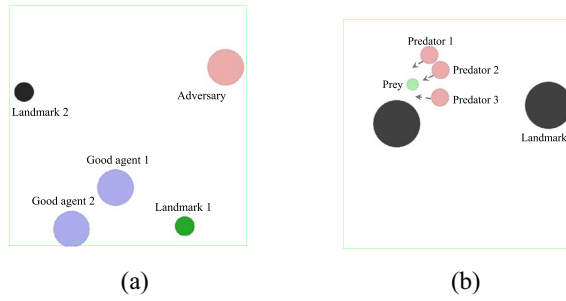 Adversary
Landmark 2
Good agent 1
Good agent 2
Landmark 1
(a)
Predator 1
Predator 2
Prey
Predator 3
Landmark
(b)